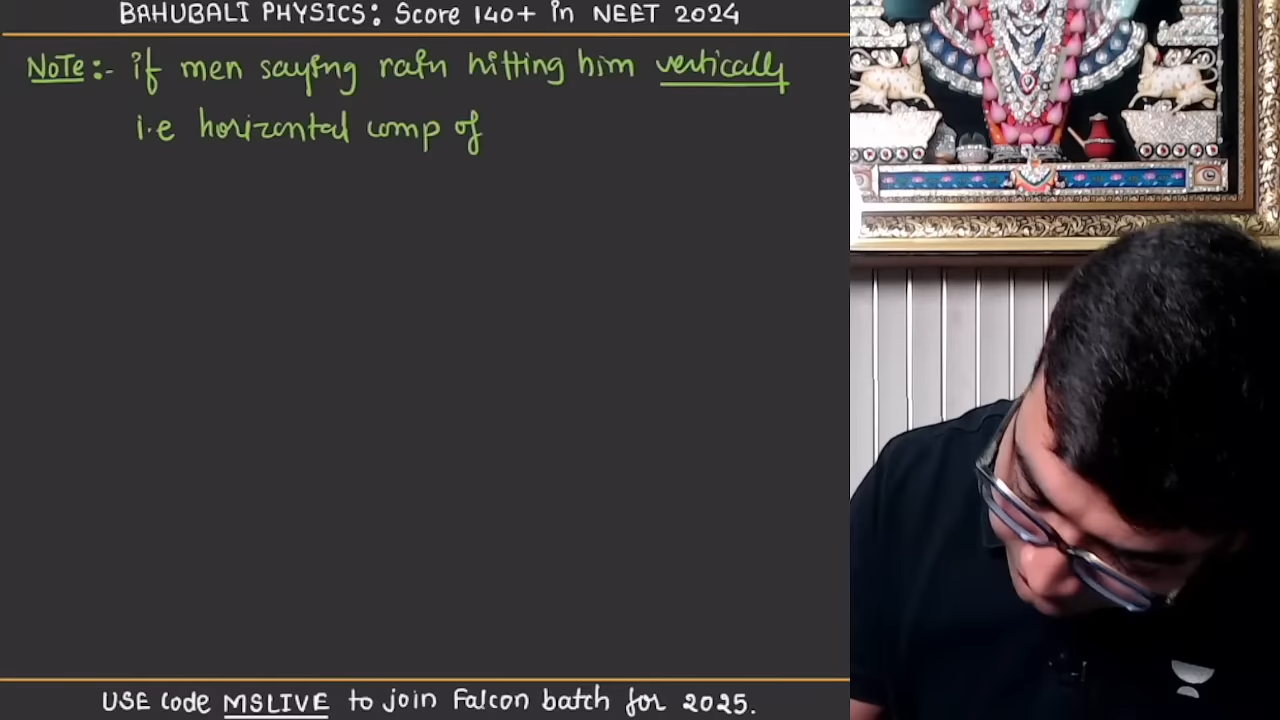 BAHUBALI PHYSICS: Score 140+ in NEET 2024
NOTE:- if men saying rain hitting him vertically
i.e horizontal comp of
USE Code MSLIVE to join Falcon batch for 2025.